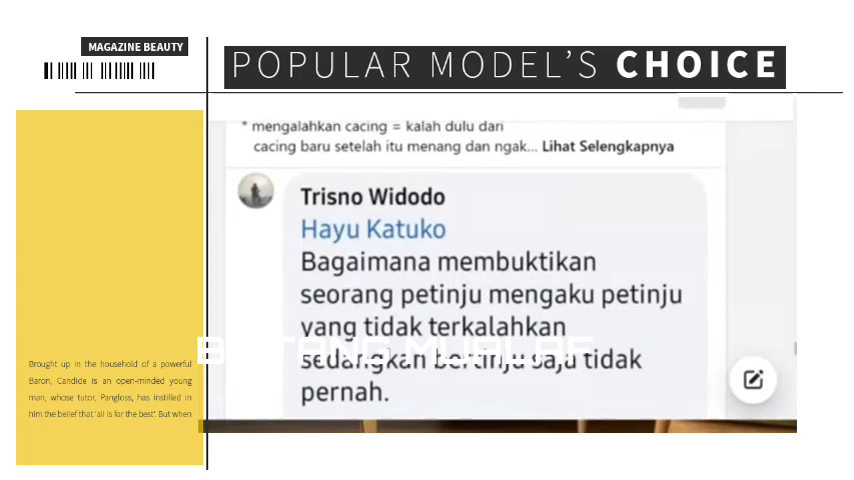 MAGAZINE BEAUTY
POPULAR MODEL’S CHOICE
* mengalahkan cacing = kalah dulu dari
cacing baru setelah itu menang dan ngak... Lihat Selengkapnya
Trisno Widodo
Hayu Katuko
Bagaimana membuktikan
seorang petinju mengaku petinju
yang tidak terkalahkan
sedangkan bertinju saju tidak
pernah.
BINTANG MUALAF
Brought up in the household of a powerful
Baron, Candide is an open-minded young
man, whose tutor, Pangloss, has instilled in
him the belief that 'all is for the best'. But when